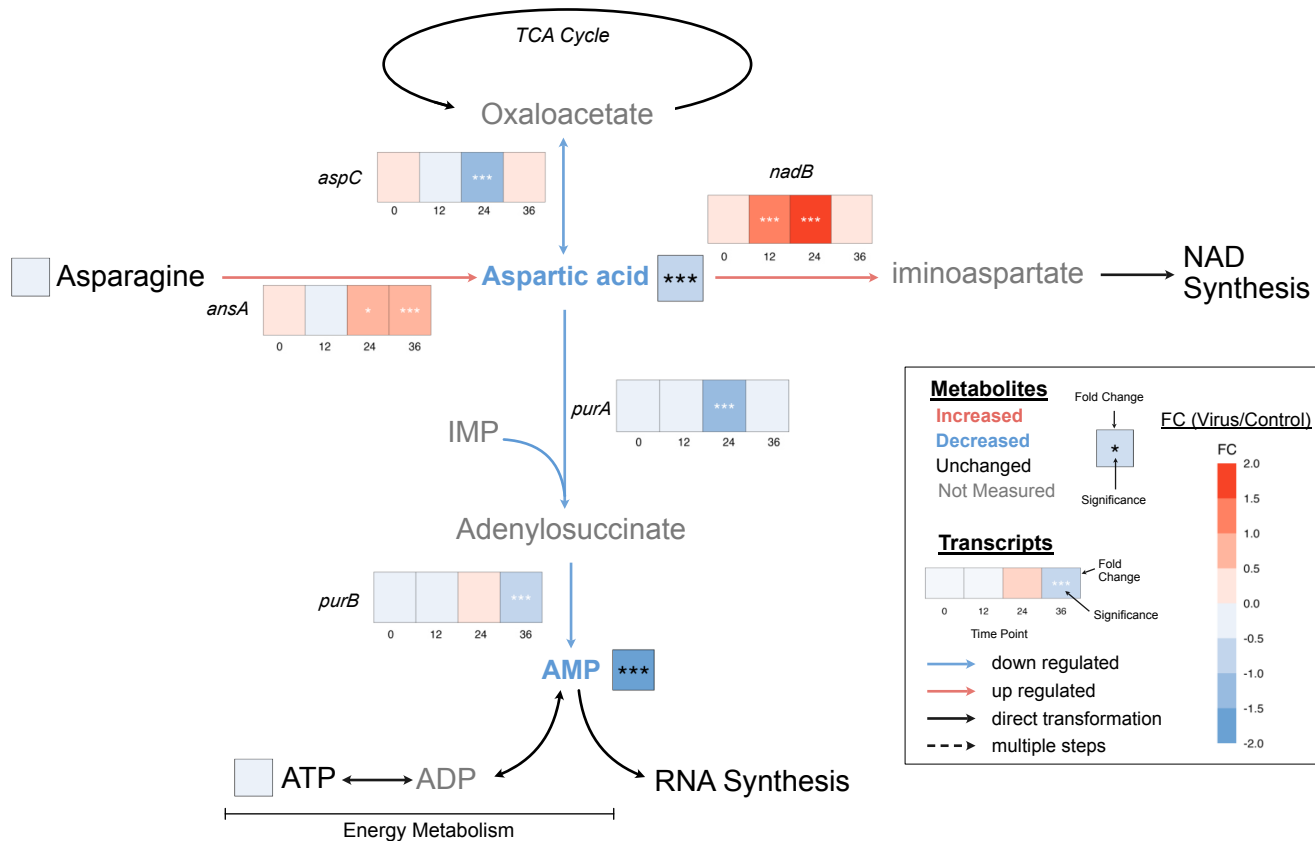 TCA Cycle
Oxaloacetate
aspC
***
0 12 24 36
nadB
*** ***
0 12 24 36
Asparagine
Aspartic acid
***
iminoaspartate
NAD
Synthesis
ansA
* ***
0 12 24 36
purA
***
0 12 24 36
IMP
Adenylosuccinate
purB
***
0 12 24 36
AMP
***
ATP
ADP
RNA Synthesis
Energy Metabolism
Metabolites
Increased
Decreased
Unchanged
Not Measured
Fold Change
*
Significance
Transcripts
***
Fold
Change
Significance
0 12 24 36
Time Point
down regulated
up regulated
direct transformation
multiple steps
FC (Virus/Control)
FC
2.0
1.5
1.0
0.5
0.0
-0.5
-1.0
-1.5
-2.0